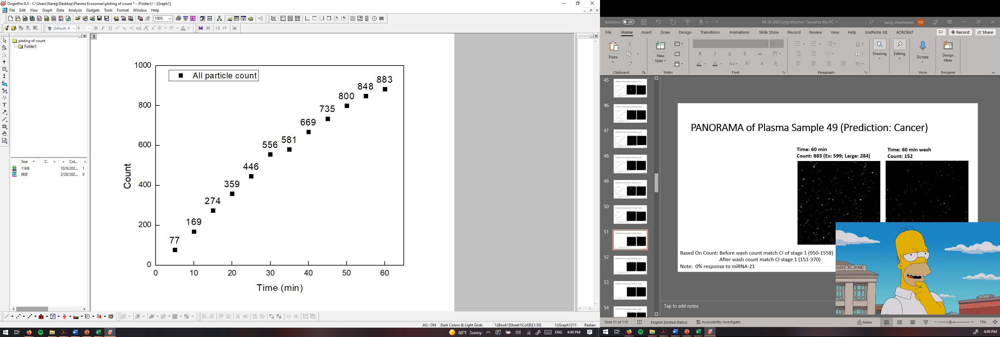 OriginPro 8.5 - C:\Users\Nareg\Desktop\Plasma Exosomes\ploting of count * - /Folder1/ - [Graph1]
File Edit View Graph Data Analysis Gadgets Tools Format Window Help
100%
Default: A 0 B I U
ploting of count
Folder1
Size C. Cre...
11KB 10/9/202... 1
8KB 2/28/202... 0
1
All particle count
1000
800
600
400
200
0
Count
77
169
274
359
446
556
581
669
735
800
848
883
0 10 20 30 40 50 60
Time (min)
AU : ON Dark Colors & Light Grids 1:[Book1]Sheet1!Col(B)[1:30] 1:[Graph1]1!1 Radian
88°F Sunny ENG 4:49 PM
AutoSave Off 04-20-2022 lung blind tes • Saved to this PC nareg ohannesian NO
File Home Insert Draw Design Transitions Animations Slide Show Record Review View Help EndNote X8 ACROBAT Record Share
Paste
New Slide
18
B I U S ab AV
Aa A A
Drawing
Editing
Dictate
Design Ideas
Clipboard Slides Font Paragraph Voice Designer
45
46
47
48
49
50
51
52
53
54
PANORAMA of Plasma Sample 49 (Prediction: Cancer)
Time: 60 min
Count: 883 (Ex: 599; Large: 284)
Time: 60 min wash
Count: 152
Based On Count: Before wash count match CI of stage 1 (950-1558)
After wash count match CI stage 1 (151-370)
Note: 0% response to miRNA-21
Tap to add notes
Slide 51 of 110 English (United States) Accessibility: Investigate Notes 75%
4:49 PM